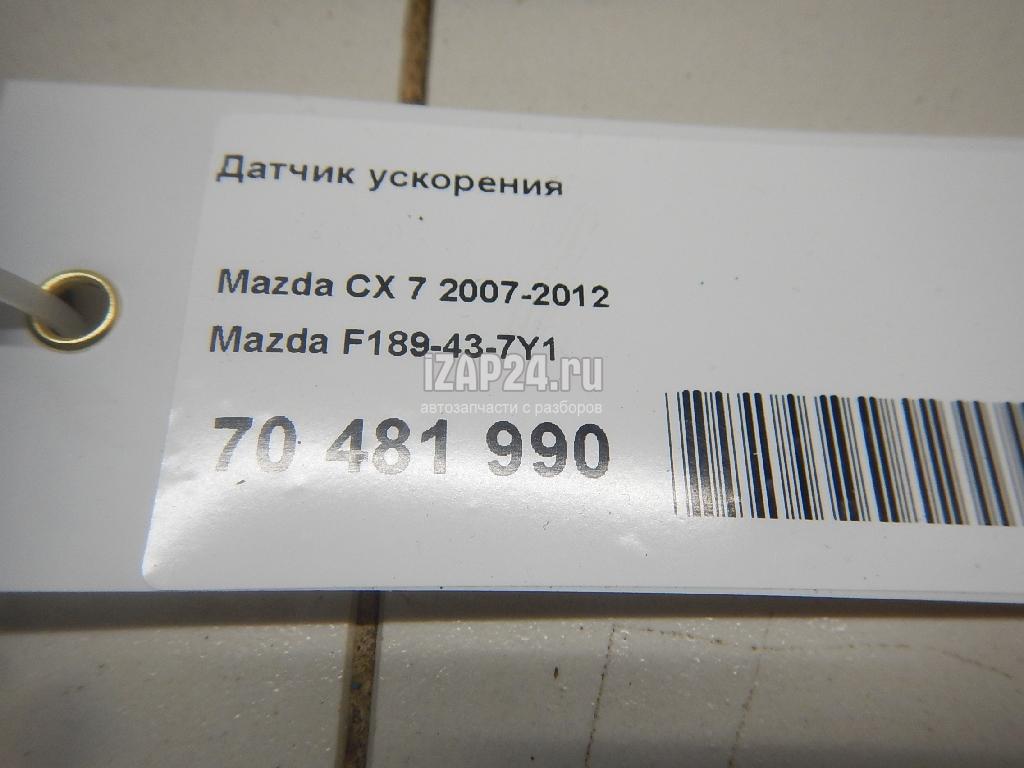 Датчик ускорения
Mazda CX 7 2007-2012
Mazda F189-43-7Y1
iZAP24.ru
автозапчасти с разборов
70 481 990